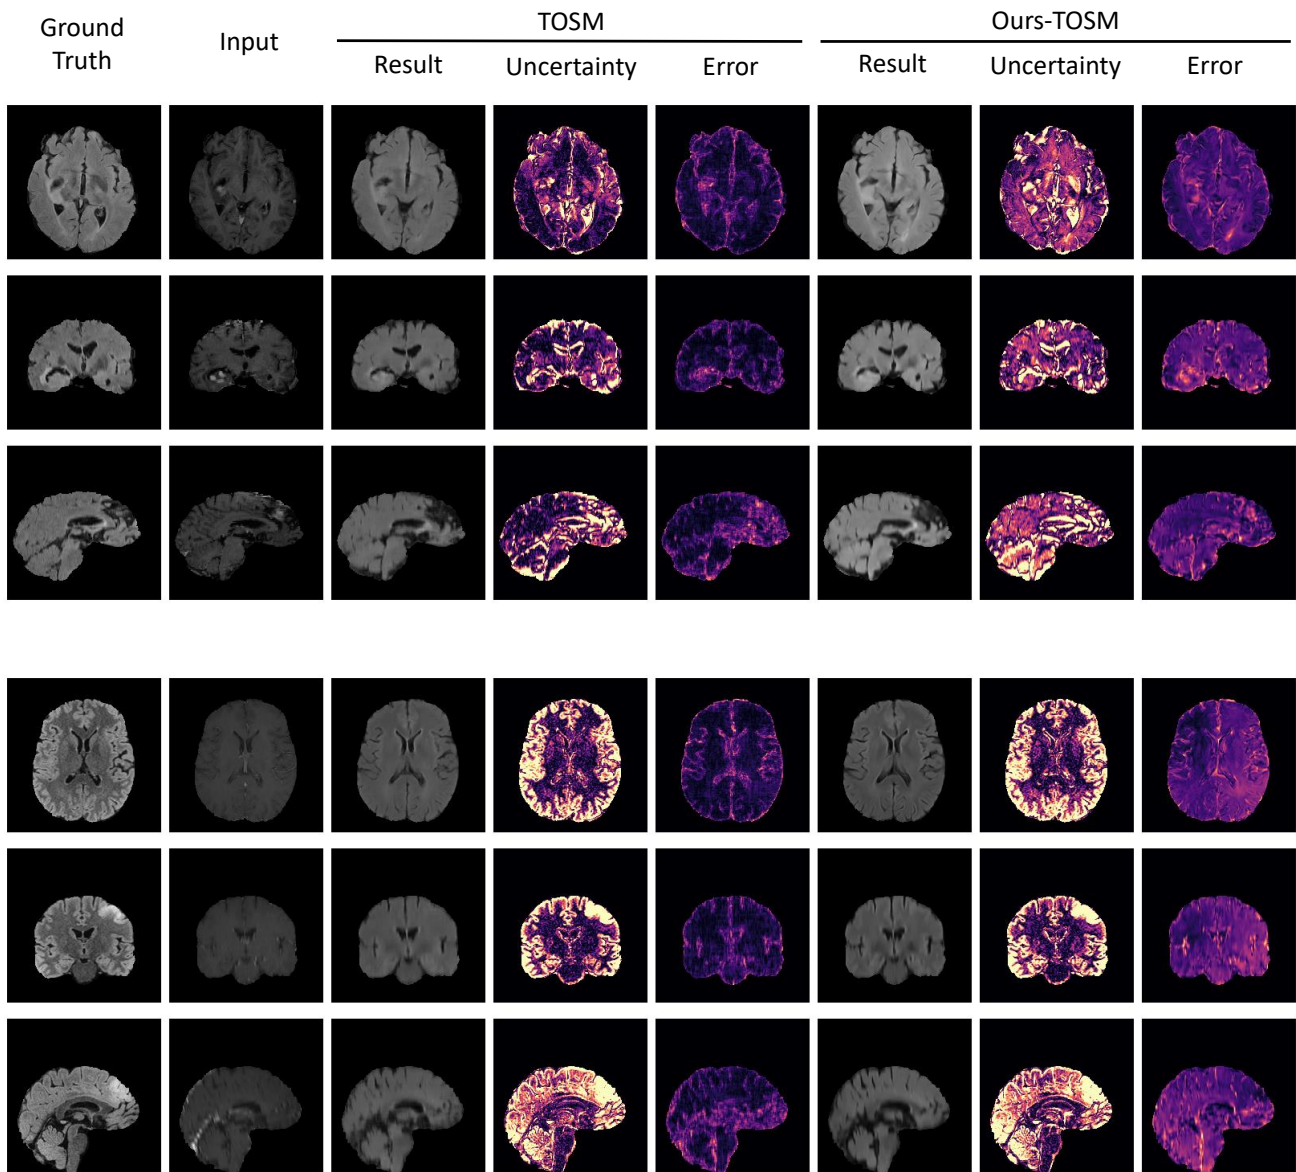 Ground
Truth
Input
TOSM
Ours-TOSM
Result
Uncertainty
Error
Result
Uncertainty
Error